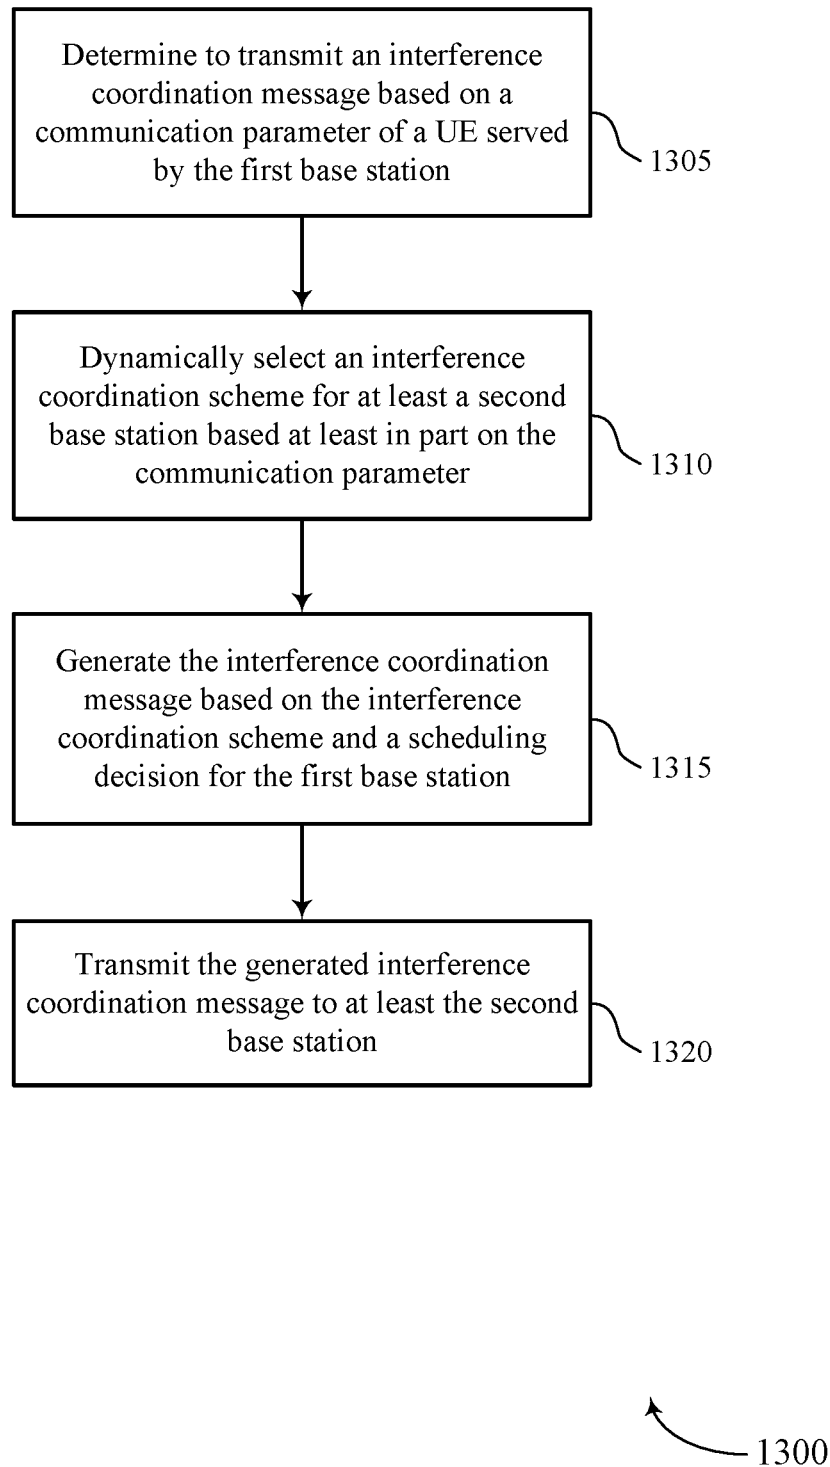 Determine to transmit an interference
coordination message based on a
communication parameter of a UE served
by the first base station
1305
Dynamically select an interference
coordination scheme for at least a second
base station based at least in part on the
communication parameter
1310
Generate the interference coordination
message based on the interference
coordination scheme and a scheduling
decision for the first base station
1315
Transmit the generated interference
coordination message to at least the second
base station
1320
1300